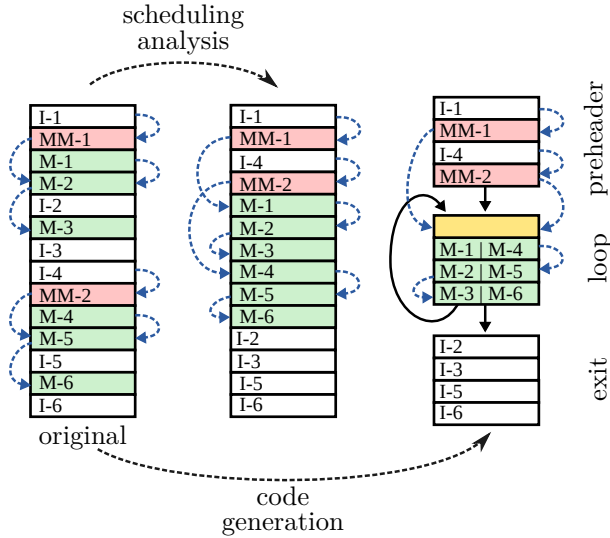 scheduling
analysis
I-1
MM-1
M-1
M-2
I-2
M-3
I-3
I-4
MM-2
M-4
M-5
I-5
M-6
I-6
original
I-1
MM-1
I-4
MM-2
M-1
M-2
M-3
M-4
M-5
M-6
I-2
I-3
I-5
I-6
I-1
MM-1
I-4
MM-2
preheader
M-1 | M-4
M-2 | M-5
M-3 | M-6
loop
I-2
I-3
I-5
I-6
exit
code
generation